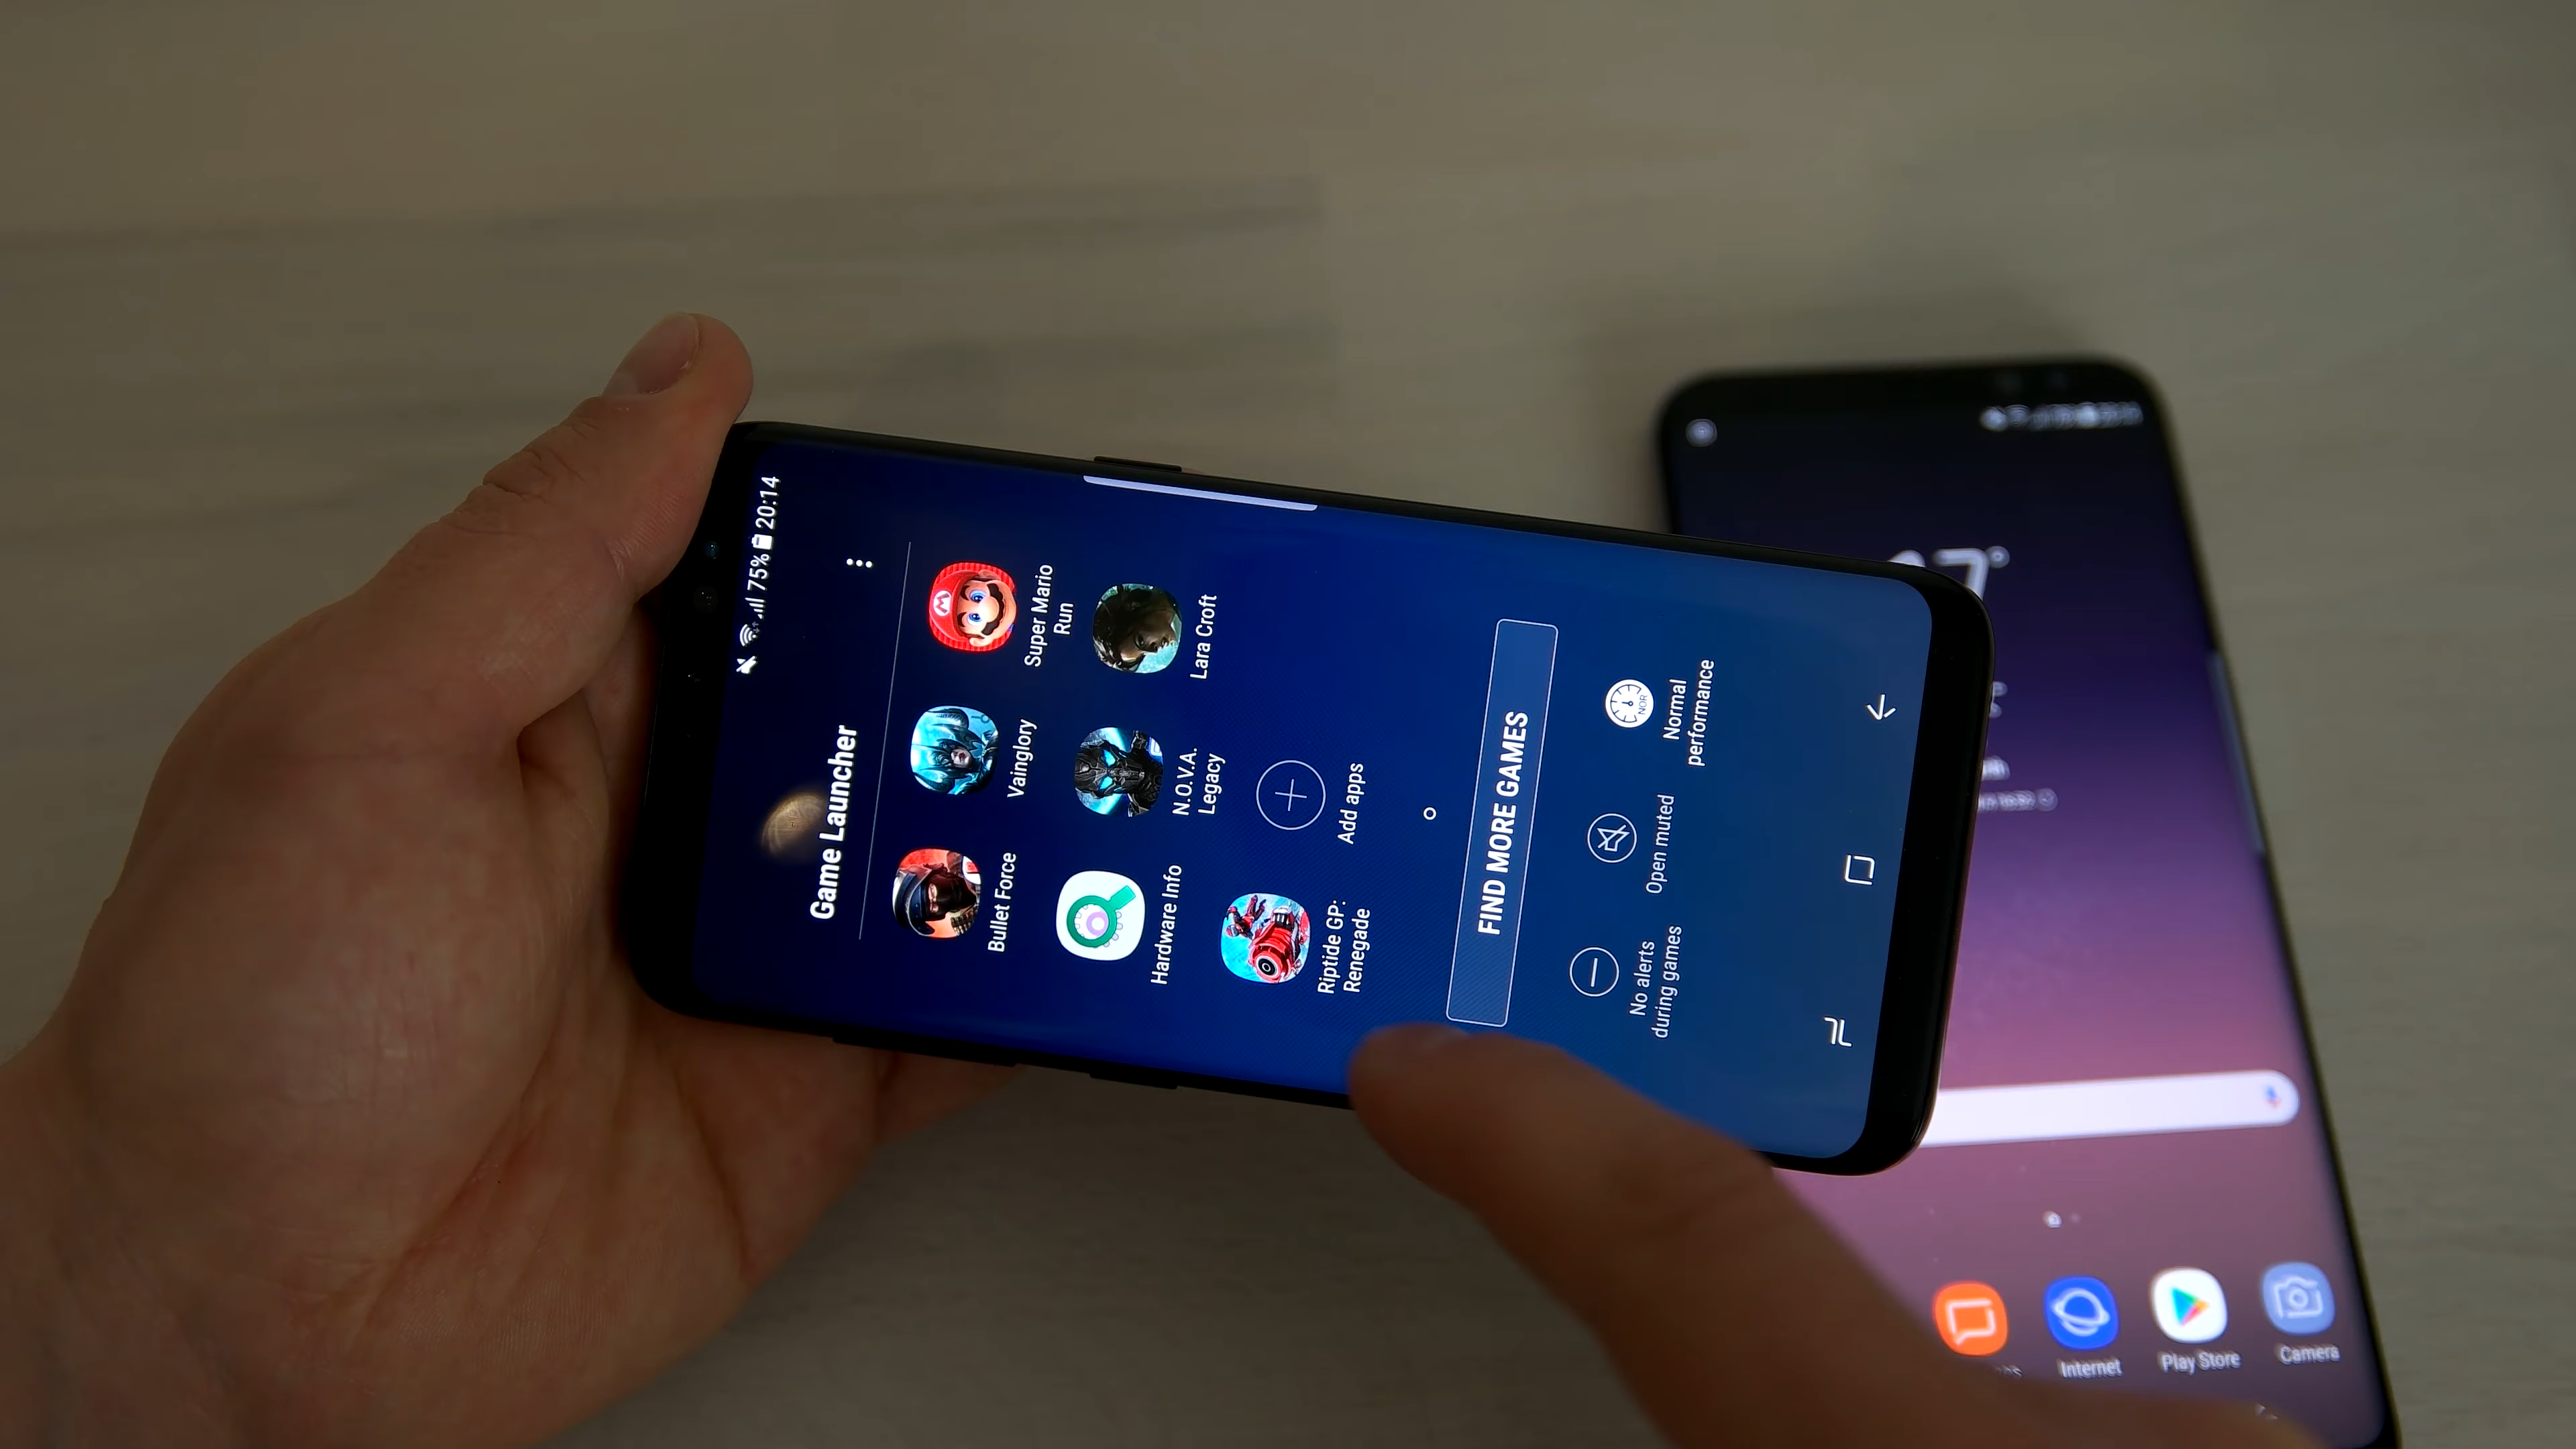 75% 20:14
Game Launcher
Bullet Force
Vainglory
Super Mario
Run
Hardware Info
N.O.V.A.
Legacy
Lara Croft
Riptide GP:
Renegade
Add apps
FIND MORE GAMES
No alerts
during games
Open muted
Normal
performance
NOR
Internet
Play Store
Camera